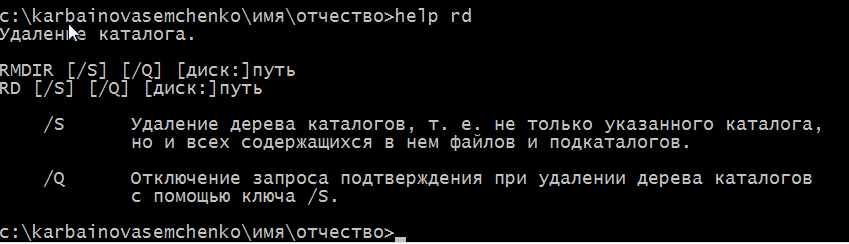 c:\karbainovasemchenko\имя\отчество>help rd
Удаление каталога.
RMDIR [/S] [/Q] [диск:]путь
RD [/S] [/Q] [диск:]путь
/S Удаление дерева каталогов, т. е. не только указанного каталога,
но и всех содержащихся в нем файлов и подкаталогов.
/Q Отключение запроса подтверждения при удалении дерева каталогов
с помощью ключа /S.
c:\karbainovasemchenko\имя\отчество>